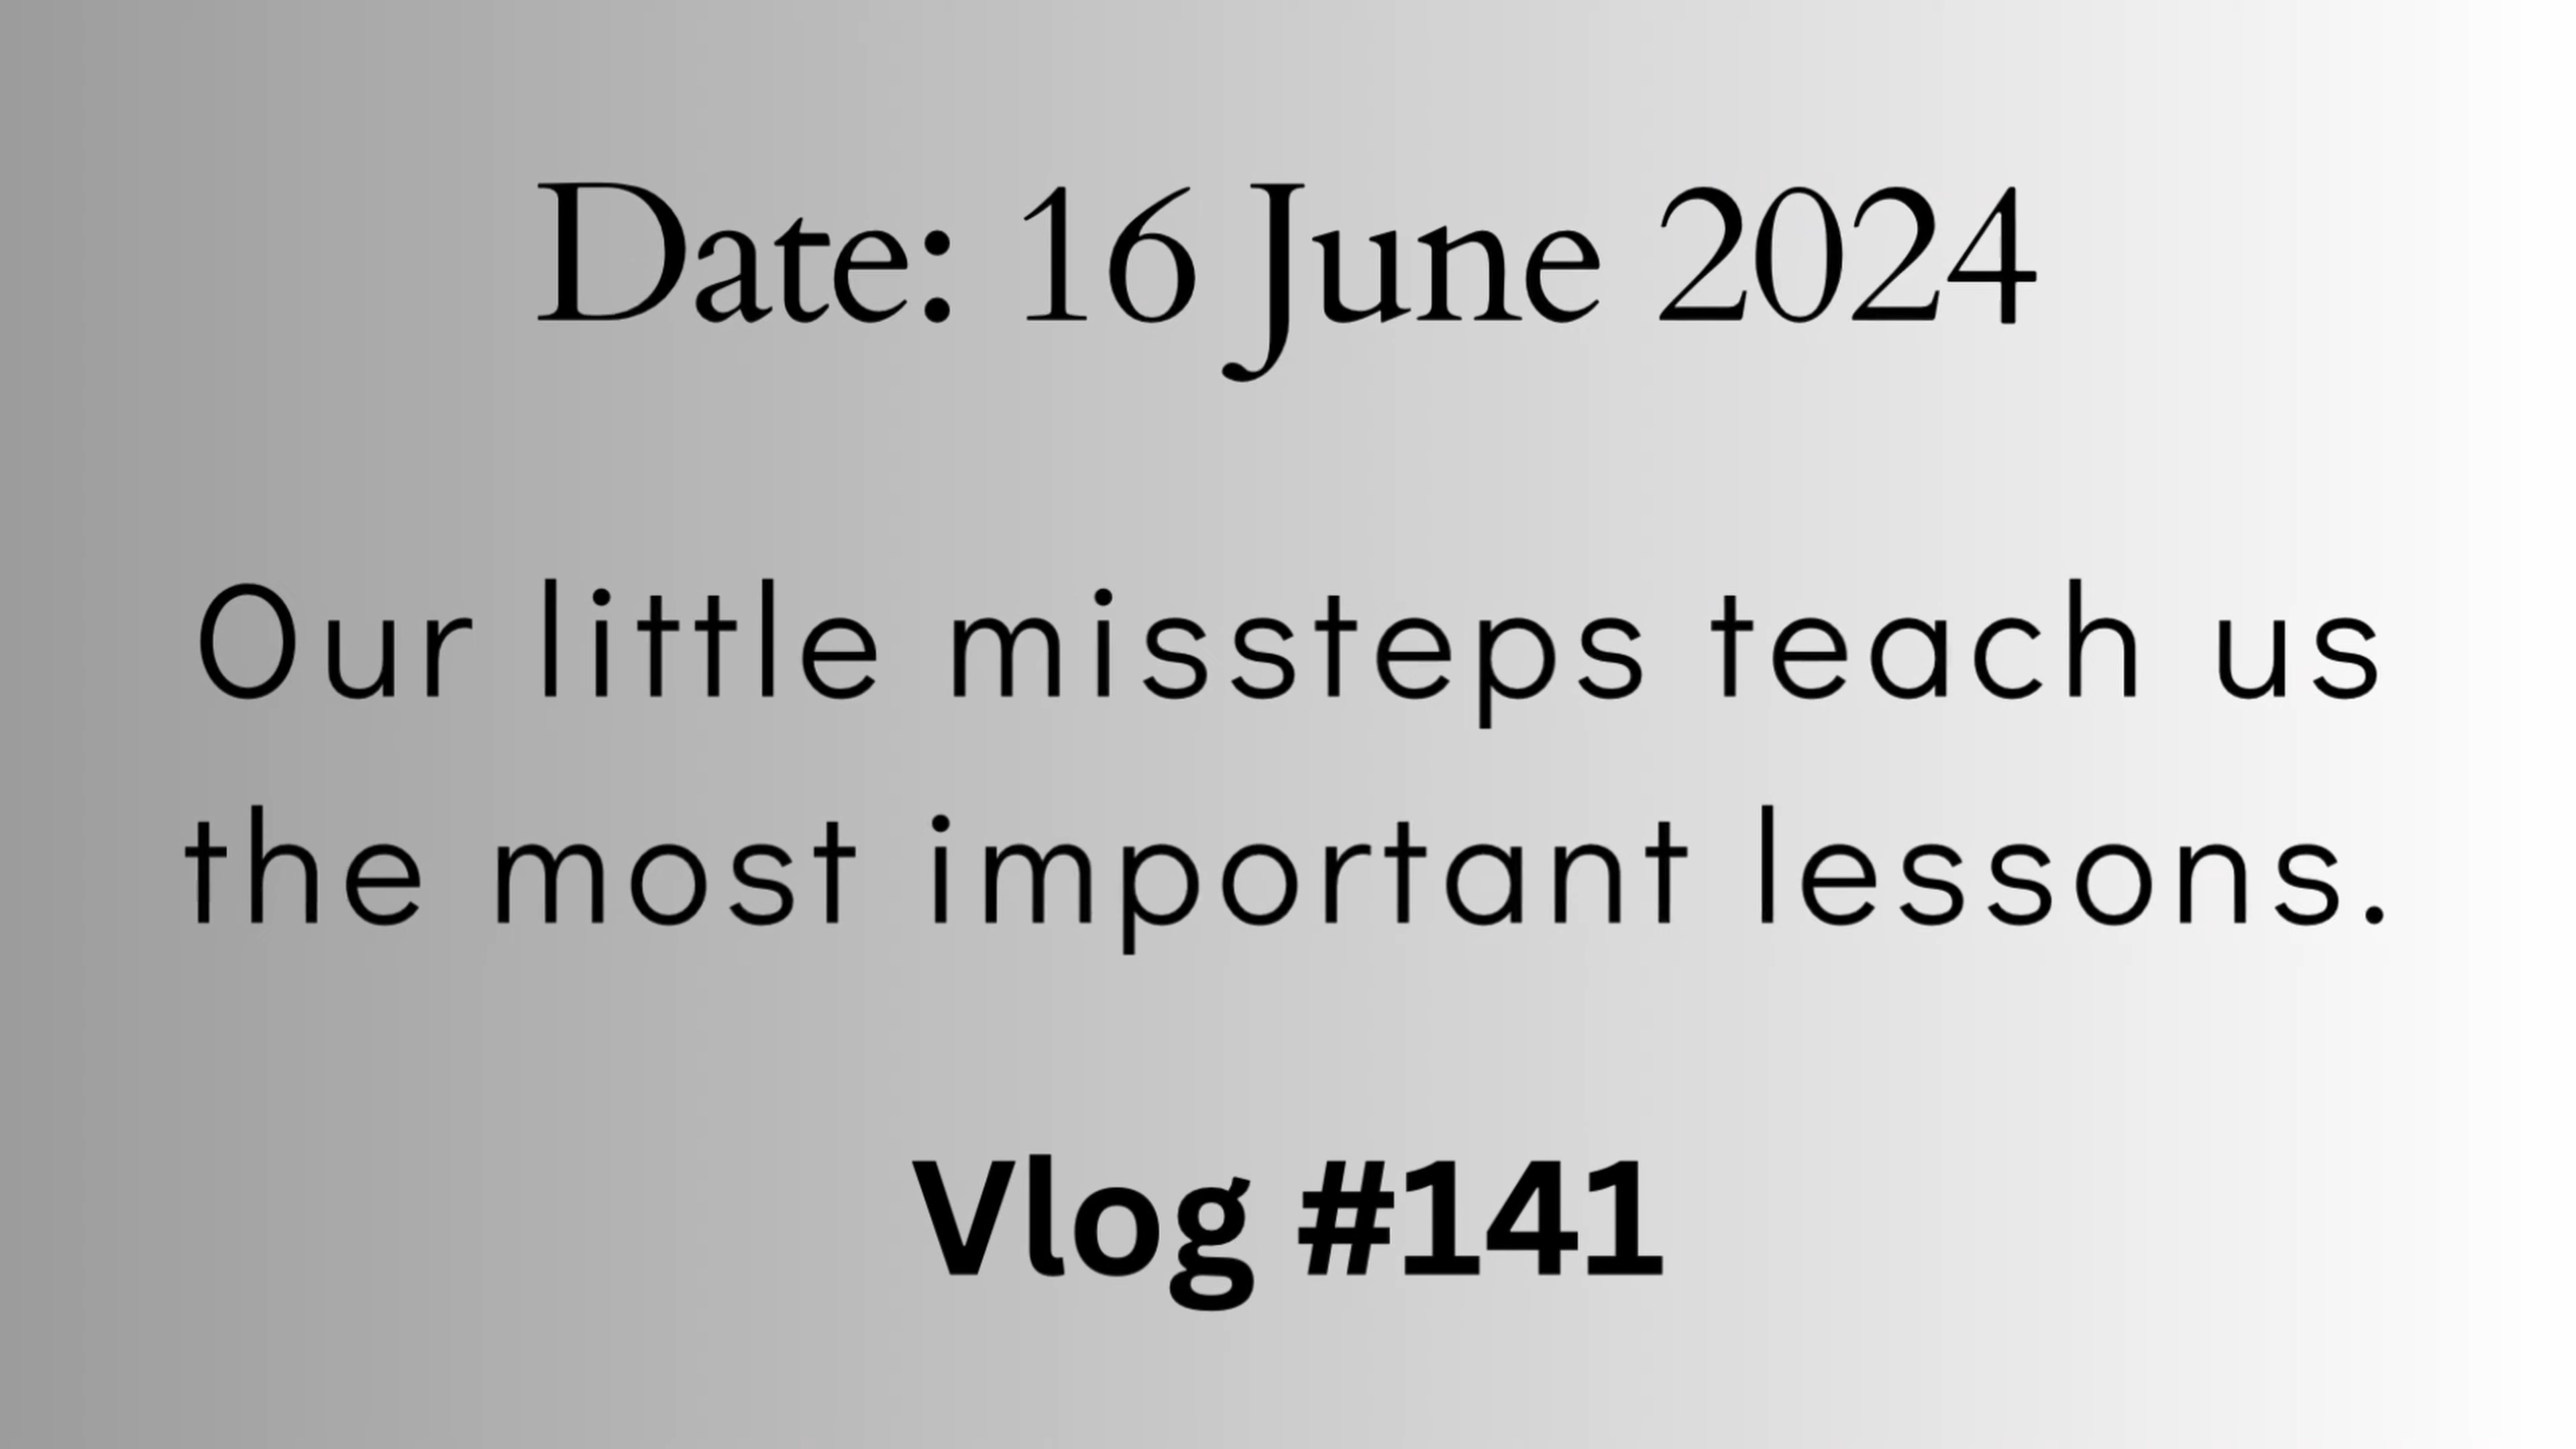 Date: 16 June 2024
Our little missteps teach us
the most important lessons.
Vlog #141